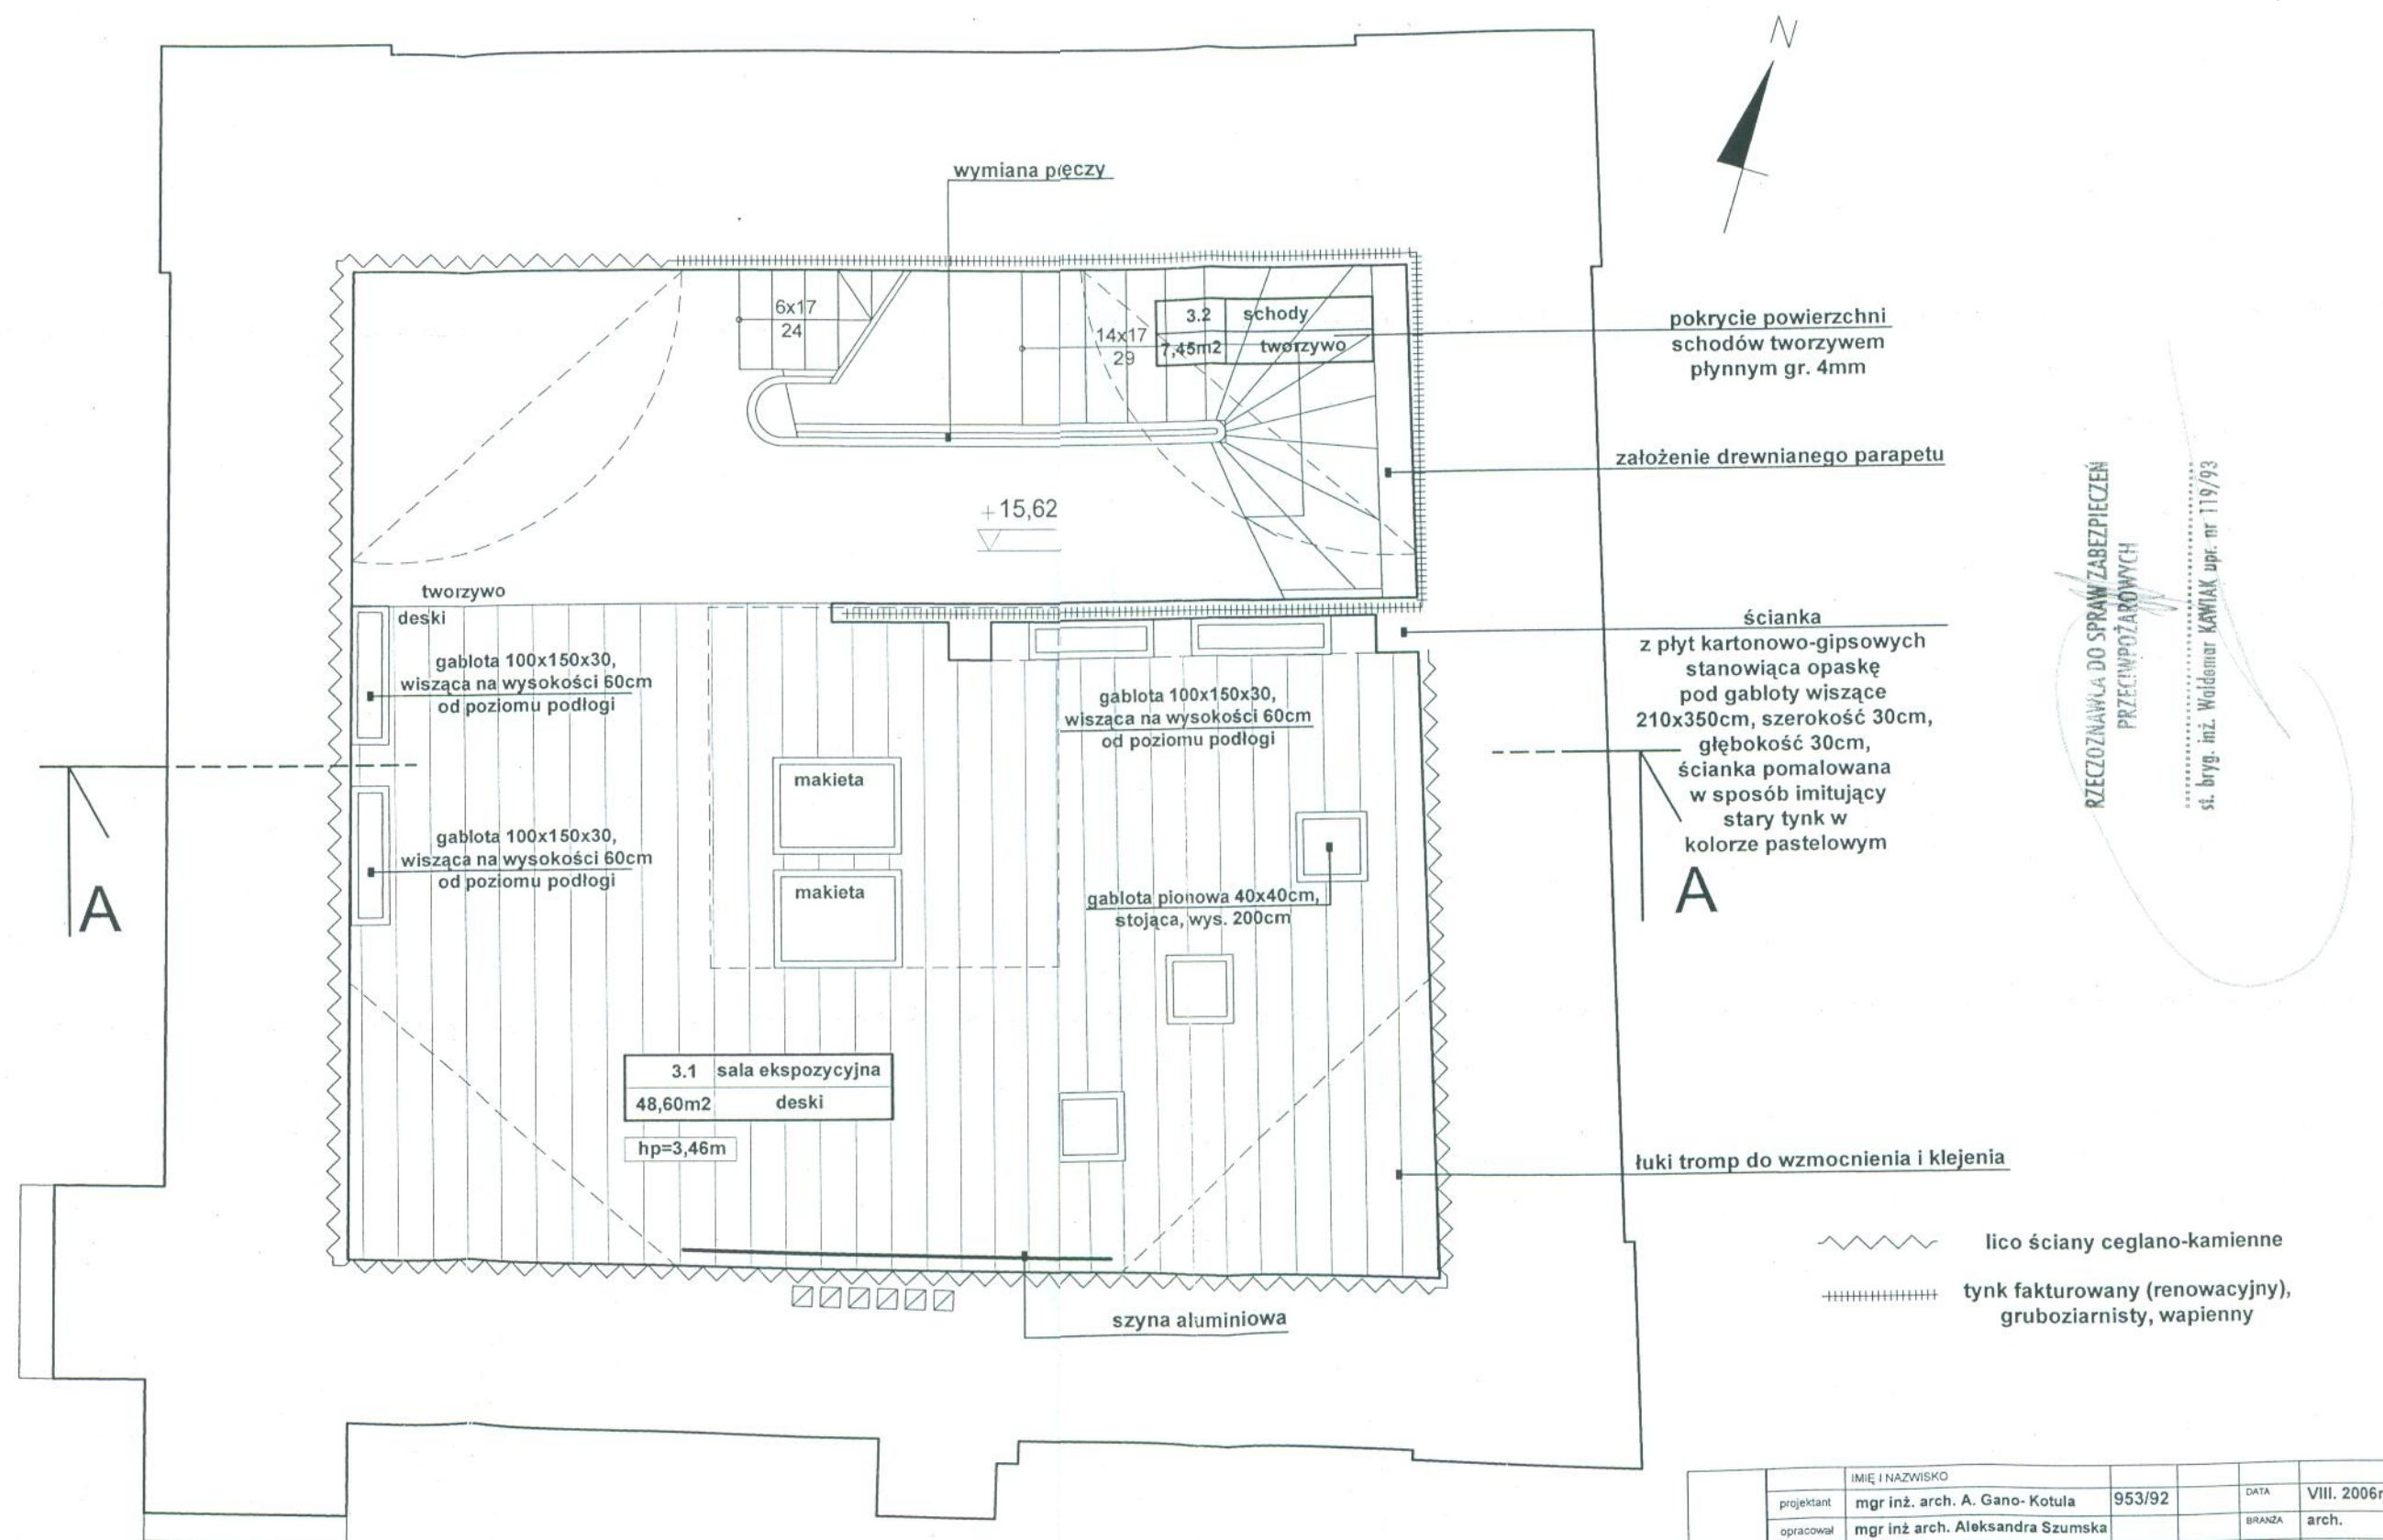 N
wymiana pręczy
6x17
24
14x17
29
3.2 schody
7,45m2 tworzywo
pokrycie powierzchni
schodów tworzywem
płynnym gr. 4mm
założenie drewnianego parapetu
+15,62
tworzywo
deski
gablota 100x150x30,
wisząca na wysokości 60cm
od poziomu podłogi
gablota 100x150x30,
wisząca na wysokości 60cm
od poziomu podłogi
ścianka
z płyt kartonowo-gipsowych
stanowiąca opaskę
pod gabloty wiszące
210x350cm, szerokość 30cm,
głębokość 30cm,
ścianka pomalowana
w sposób imitujący
stary tynk w
kolorze pastelowym
makieta
gablota 100x150x30,
wisząca na wysokości 60cm
od poziomu podłogi
makieta
gablota pionowa 40x40cm,
stojąca, wys. 200cm
A
A
3.1 sala ekspozycyjna
48,60m2 deski
hp=3,46m
łuki tromp do wzmocnienia i klejenia
szyna aluminiowa
lico ściany ceglano-kamienne
tynk fakturowany (renowacyjny),
gruboziarnisty, wapienny
RZECZOZNAWCA DO SPRAW ZABEZPIECZEŃ
PRZECIWPOŻAROWYCH
st. bryg. inż. Waldemar KAWIAK upr. nr 119/93
IMIĘ I NAZWISKO
projektant mgr inż. arch. A. Gano- Kotula 953/92 DATA VIII. 2006r
opracował mgr inż arch. Aleksandra Szumska BRANŻA arch.